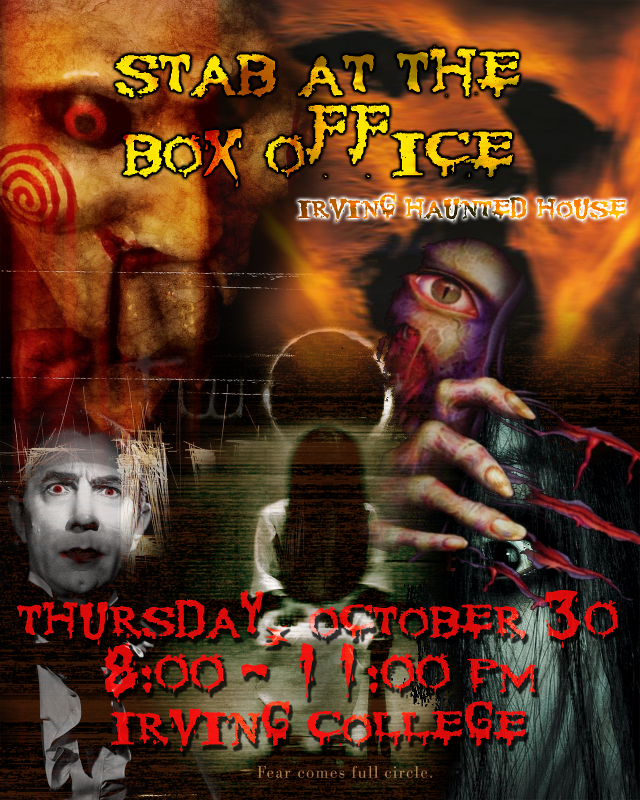 STAB AT THE
BOX OFFICE
IRVING HAUNTED HOUSE
THURSDAY, OCTOBER 30
8:00 - 11:00 PM
IRVING COLLEGE
Fear comes full circle.